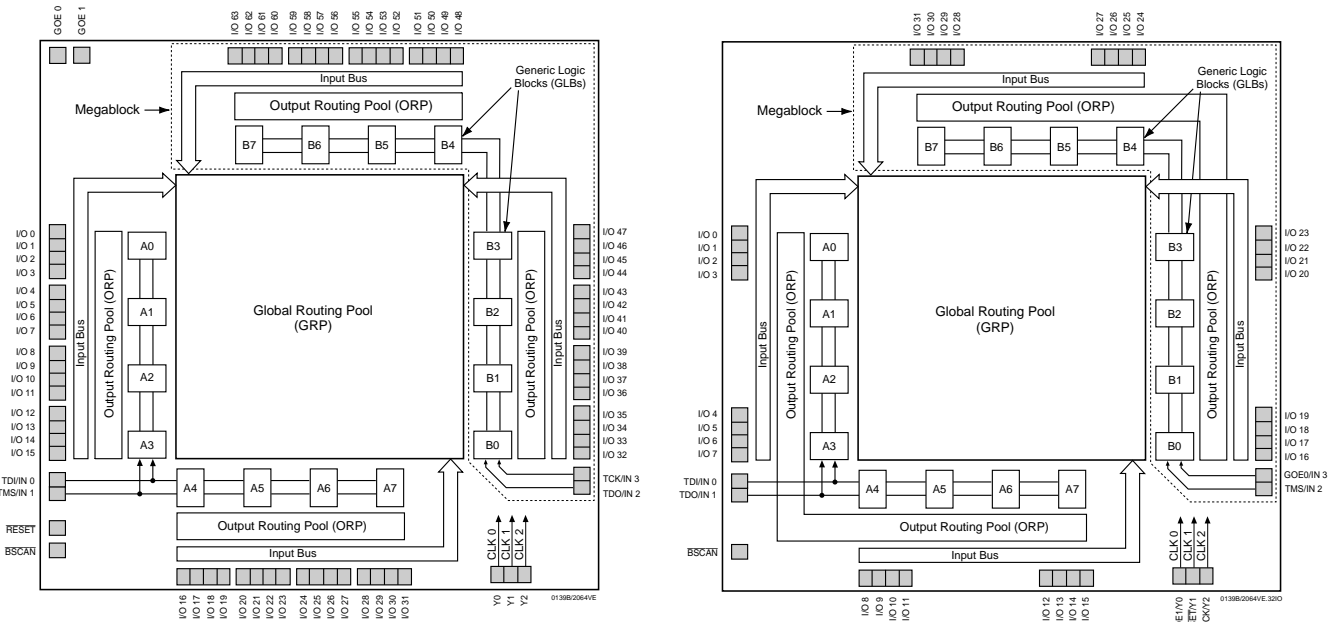 GOE 0
GOE 1
I/O 63
I/O 62
I/O 61
I/O 60
I/O 59
I/O 58
I/O 57
I/O 56
I/O 55
I/O 54
I/O 53
I/O 52
I/O 51
I/O 50
I/O 49
I/O 48
Input Bus
Output Routing Pool (ORP)
Megablock
Generic Logic
Blocks (GLBs)
B7
B6
B5
B4
I/O 0
I/O 1
I/O 2
I/O 3
I/O 4
I/O 5
I/O 6
I/O 7
I/O 8
I/O 9
I/O 10
I/O 11
I/O 12
I/O 13
I/O 14
I/O 15
Input Bus
Output Routing Pool (ORP)
A0
A1
A2
A3
Global Routing Pool
(GRP)
B3
B2
B1
B0
Output Routing Pool (ORP)
Input Bus
I/O 47
I/O 46
I/O 45
I/O 44
I/O 43
I/O 42
I/O 41
I/O 40
I/O 39
I/O 38
I/O 37
I/O 36
I/O 35
I/O 34
I/O 33
I/O 32
TDI/IN 0
TMS/IN 1
TCK/IN 3
TDO/IN 2
A4
A5
A6
A7
Output Routing Pool (ORP)
Input Bus
RESET
BSCAN
CLK 0
CLK 1
CLK 2
I/O 16
I/O 17
I/O 18
I/O 19
I/O 20
I/O 21
I/O 22
I/O 23
I/O 24
I/O 25
I/O 26
I/O 27
I/O 28
I/O 29
I/O 30
I/O 31
Y0
Y1
Y2
0139B/2064VE
I/O 31
I/O 30
I/O 29
I/O 28
I/O 27
I/O 26
I/O 25
I/O 24
Input Bus
Output Routing Pool (ORP)
Megablock
Generic Logic
Blocks (GLBs)
B7
B6
B5
B4
I/O 0
I/O 1
I/O 2
I/O 3
I/O 4
I/O 5
I/O 6
I/O 7
Input Bus
Output Routing Pool (ORP)
A0
A1
A2
A3
Global Routing Pool
(GRP)
B3
B2
B1
B0
Output Routing Pool (ORP)
Input Bus
I/O 23
I/O 22
I/O 21
I/O 20
I/O 19
I/O 18
I/O 17
I/O 16
TDI/IN 0
TDO/IN 1
GOE0/IN 3
TMS/IN 2
A4
A5
A6
A7
Output Routing Pool (ORP)
Input Bus
BSCAN
CLK 0
CLK 1
CLK 2
I/O 8
I/O 9
I/O 10
I/O 11
I/O 12
I/O 13
I/O 14
I/O 15
E1/Y0
ET/Y1
CK/Y2
0139B/2064VE.32IO